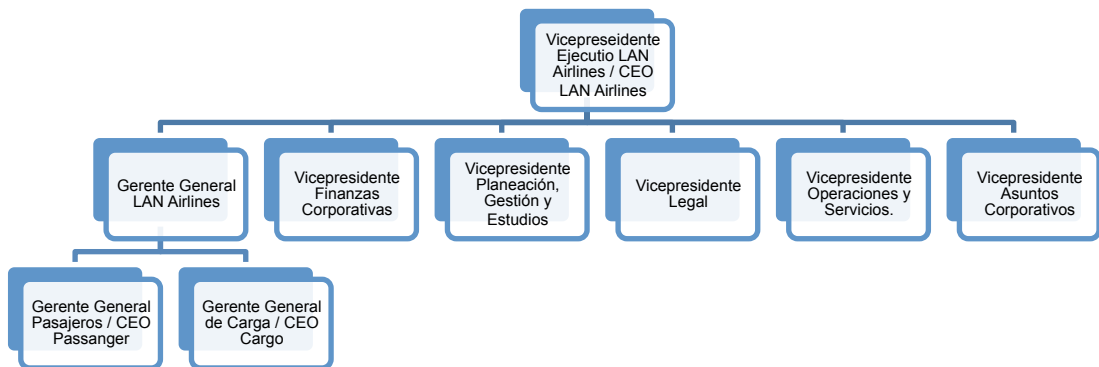 Vicepreseidente
Ejecutio LAN
Airlines / CEO
LAN Airlines
Gerente General
LAN Airlines
Vicepresidente
Finanzas
Corporativas
Vicepresidente
Planeación,
Gestión y
Estudios
Vicepresidente
Legal
Vicepresidente
Operaciones y
Servicios.
Vicepresidente
Asuntos
Corporativos
Gerente General
Pasajeros / CEO
Passanger
Gerente General
de Carga / CEO
Cargo